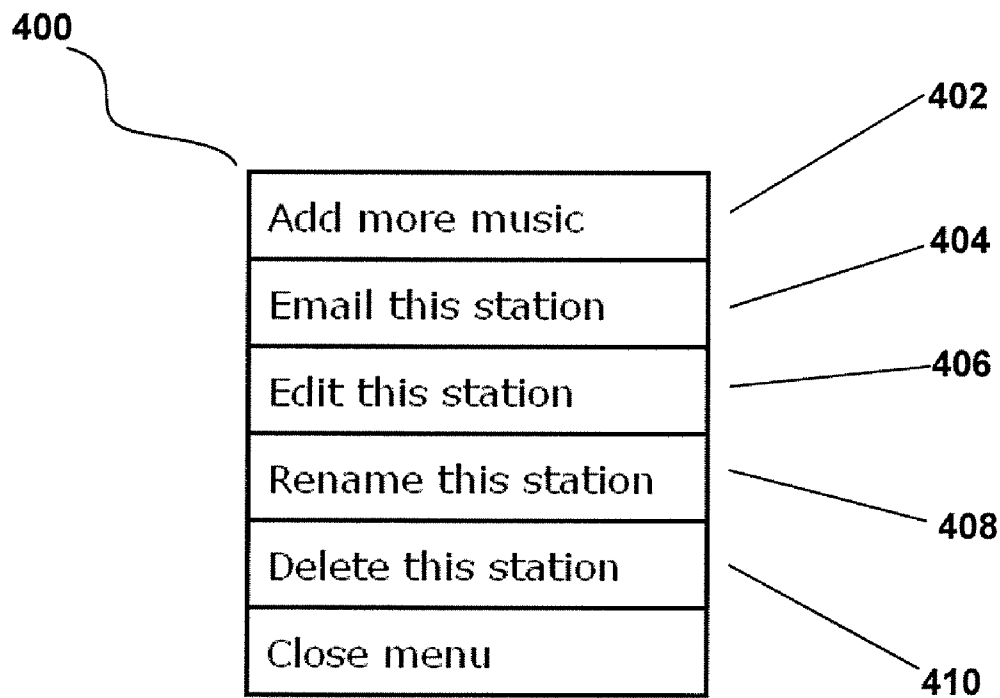 400
402
Add more music
404
Email this station
406
Edit this station
Rename this station
408
Delete this station
Close menu
410